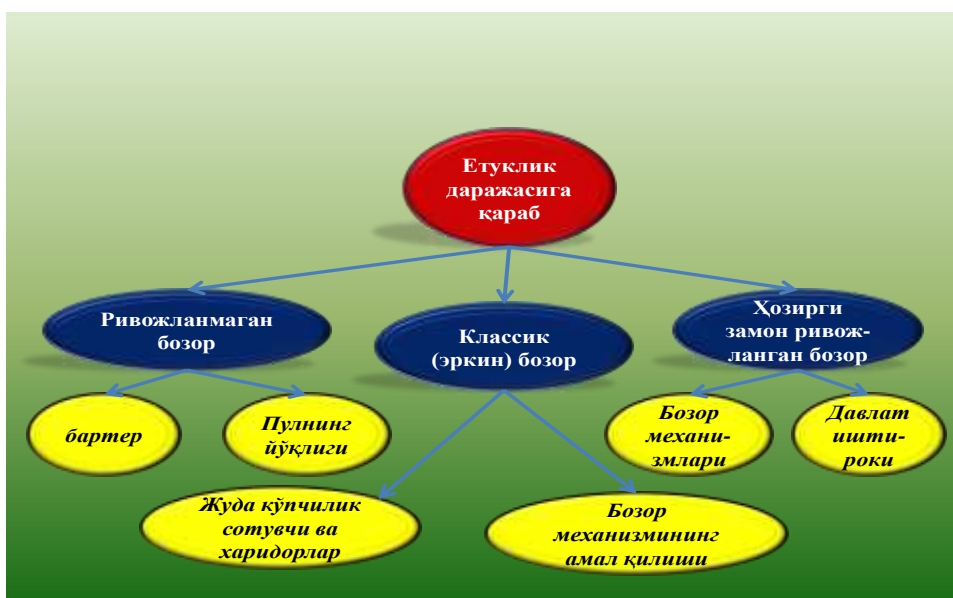 Етуклик
даражасига
қараб
Ривожланмаган
бозор
Классик
(эркин) бозор
Ҳозирги
замон ривож-
ланган бозор
бартер
Пулнинг
йўқлиги
Бозор
механи-
змлари
Давлат
ишти-
роки
Жуда кўпчилик
сотувчи ва
харидорлар
Бозор
механизмининг
амал қилиши